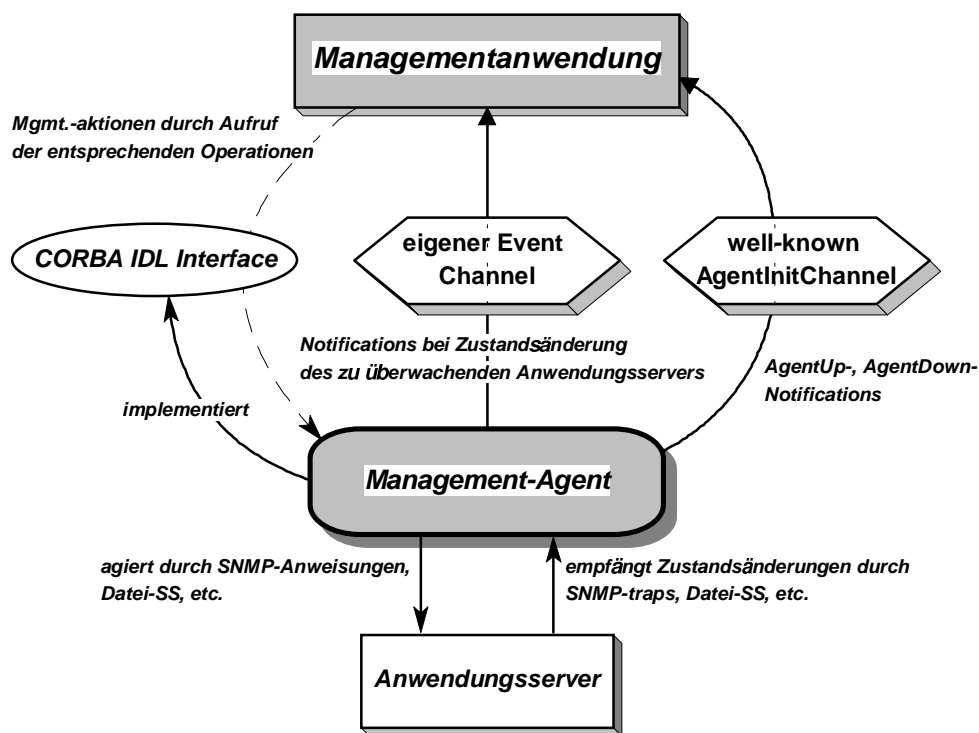 Managementanwendung
Mgmt.-aktionen durch Aufruf
der entsprechenden Operationen
CORBA IDL Interface
eigener Event
Channel
well-known
AgentInitChannel
Notifications bei Zustandsänderung
des zu überwachenden Anwendungsservers
AgentUp-, AgentDown-
Notifications
implementiert
Management-Agent
agiert durch SNMP-Anweisungen,
Datei-SS, etc.
empfängt Zustandsänderungen durch
SNMP-traps, Datei-SS, etc.
Anwendungsserver